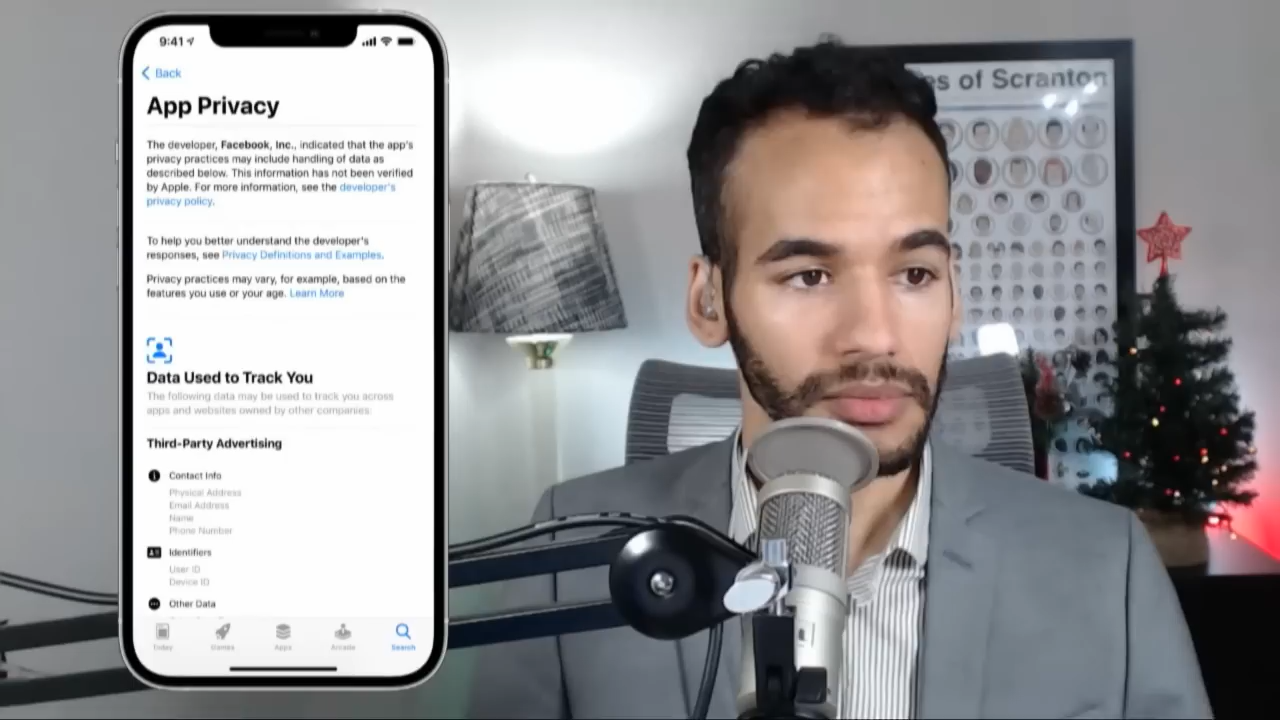 9:41
Back
App Privacy
The developer, Facebook, Inc., indicated that the app's
privacy practices may include handling of data as
described below. This information has not been verified
by Apple. For more information, see the developer's
privacy policy.
To help you better understand the developer's
responses, see Privacy Definitions and Examples.
Privacy practices may vary, for example, based on the
features you use or your age. Learn More
Data Used to Track You
The following data may be used to track you across
apps and websites owned by other companies:
Third-Party Advertising
Contact Info
Physical Address
Email Address
Name
Phone Number
Identifiers
User ID
Device ID
Other Data
Today Games Apps Arcade Search
of Scranton